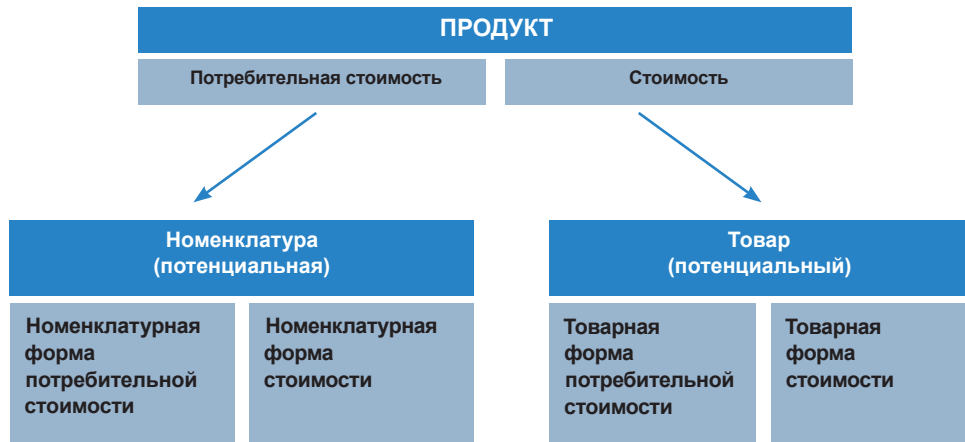 ПРОДУКТ
Потребительная стоимость
Стоимость
Номенклатура
(потенциальная)
Товар
(потенциальный)
Номенклатурная
форма
потребительной
стоимости
Номенклатурная
форма
стоимости
Товарная
форма
потребительной
стоимости
Товарная
форма
стоимости